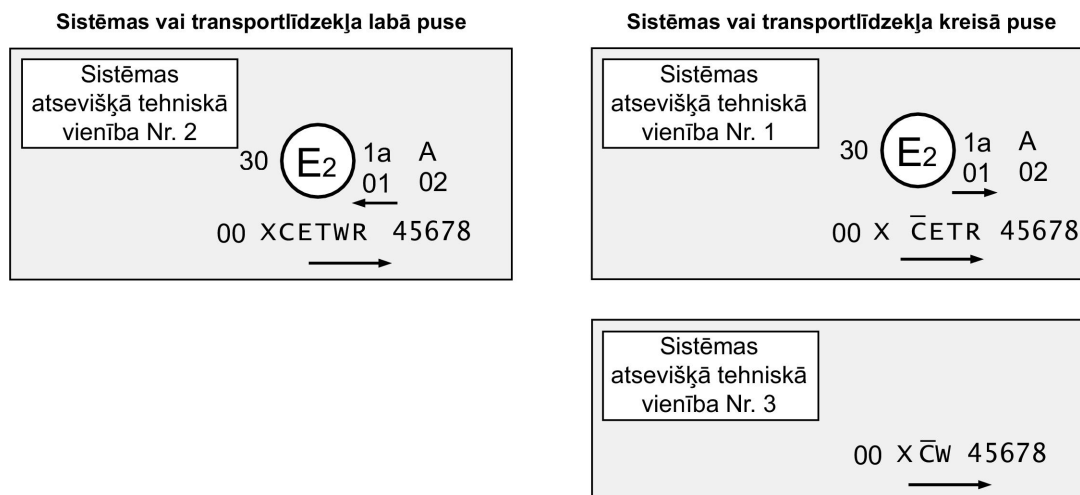 Sistēmas vai transportlīdzekļa labā puse
Sistēmas
atsevišķā tehniskā
vienība Nr. 2
30 E2 1a A
01 02
00 XCETWR 45678
Sistēmas vai transportlīdzekļa kreisā puse
Sistēmas
atsevišķā tehniskā
vienība Nr. 1
30 E2 1a A
01 02
00 X C̅ETR 45678
Sistēmas
atsevišķā tehniskā
vienība Nr. 3
00 X C̅W 45678